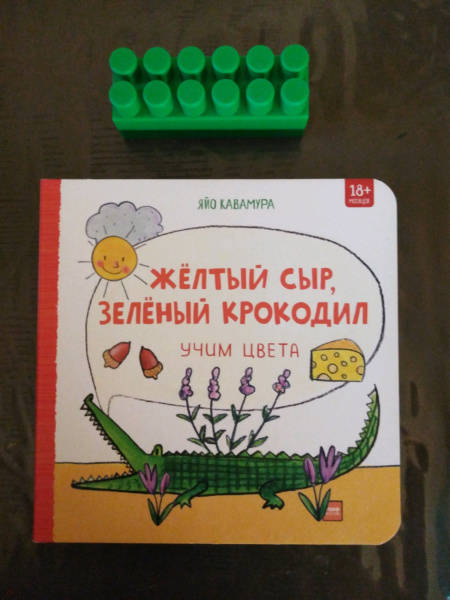 ЯЙО КАВАМУРА
18+
МЕСЯЦЕВ
ЖЁЛТЫЙ СЫР,
ЗЕЛЁНЫЙ КРОКОДИЛ
УЧИМ ЦВЕТА